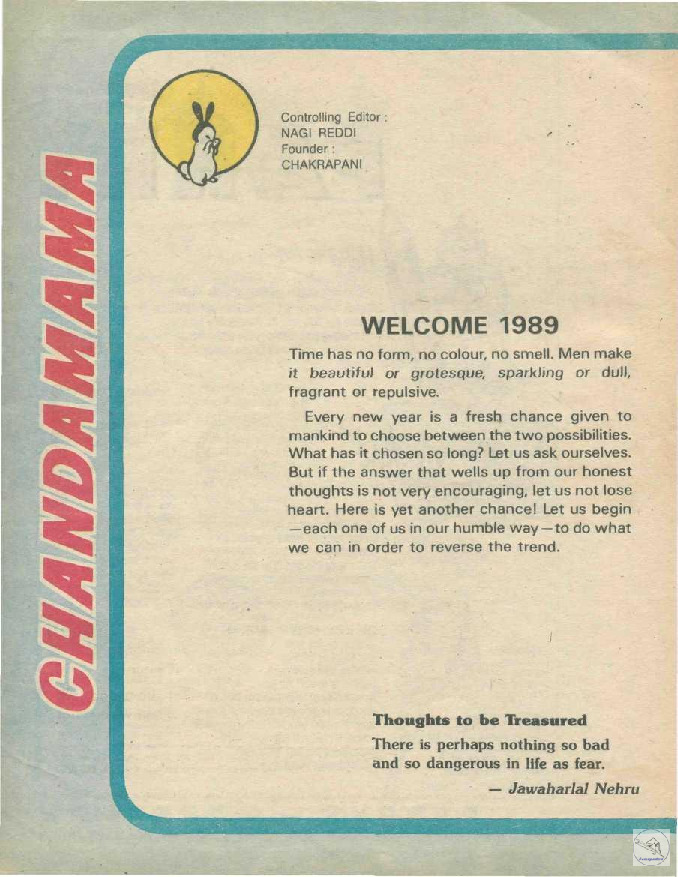 CHANDAMAMA
Controlling Editor :
NAGI REDDI
Founder :
CHAKRAPANI
WELCOME 1989
Time has no form, no colour, no smell. Men make
it beautiful or grotesque, sparkling or dull,
fragrant or repulsive.
Every new year is a fresh chance given to
mankind to choose between the two possibilities.
What has it chosen so long? Let us ask ourselves.
But if the answer that wells up from our honest
thoughts is not very encouraging, let us not lose
heart. Here is yet another chance! Let us begin
—each one of us in our humble way—to do what
we can in order to reverse the trend.
Thoughts to be Treasured
There is perhaps nothing so bad
and so dangerous in life as fear.
— Jawaharlal Nehru